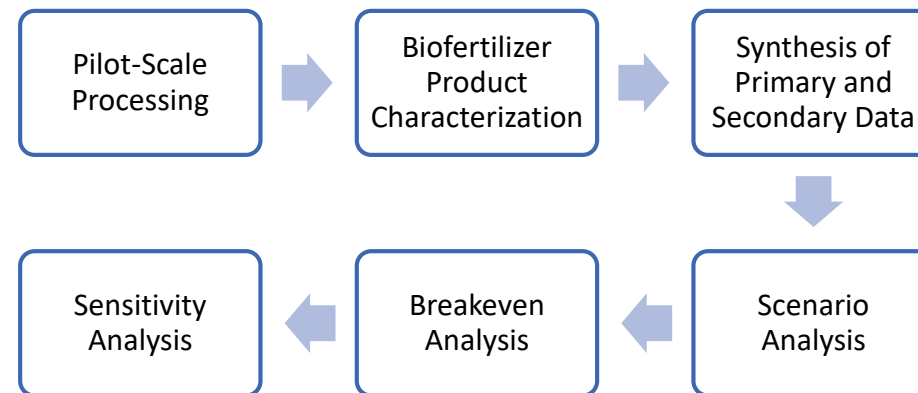 Pilot-Scale
Processing
Biofertilizer
Product
Characterization
Synthesis of
Primary and
Secondary Data
Scenario
Analysis
Breakeven
Analysis
Sensitivity
Analysis